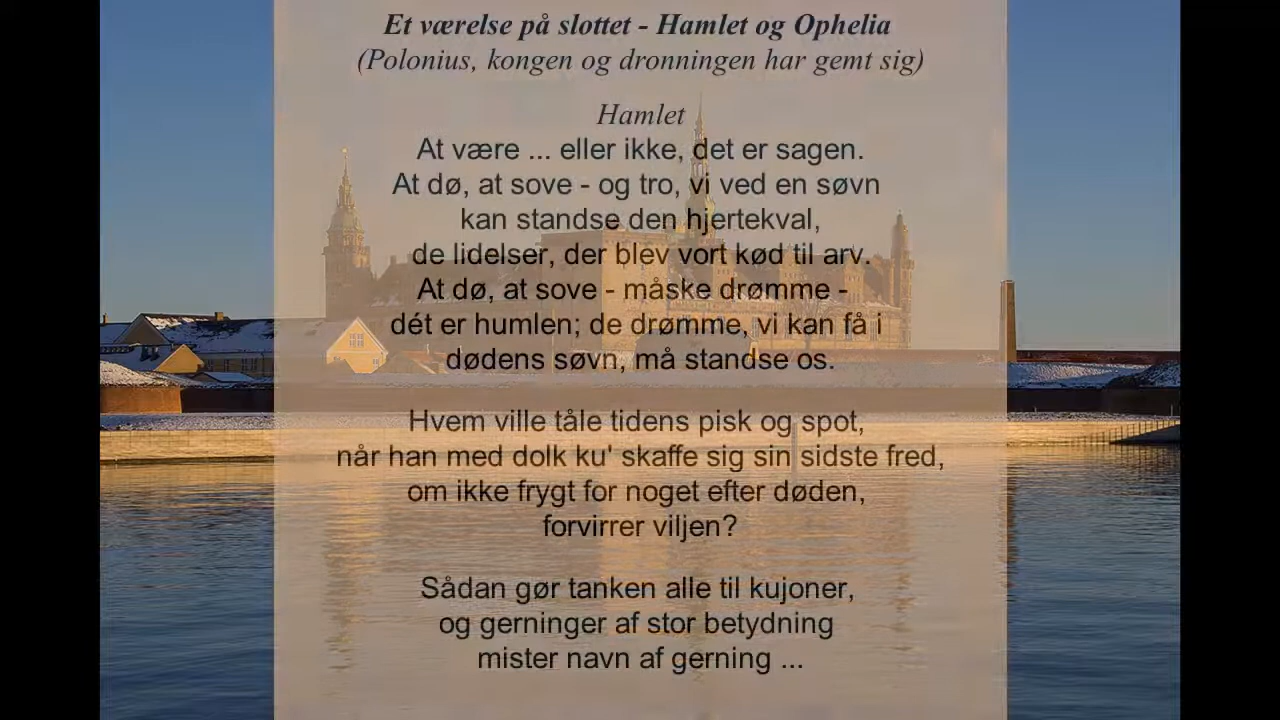 Et værelse på slottet - Hamlet og Ophelia
(Polonius, kongen og dronningen har gemt sig)
Hamlet
At være ... eller ikke, det er sagen.
At dø, at sove - og tro, vi ved en søvn
kan standse den hjertekval,
de lidelser, der blev vort kød til arv.
At dø, at sove - måske drømme -
dét er humlen; de drømme, vi kan få i
dødens søvn, må standse os.
Hvem ville tåle tidens pisk og spot,
når han med dolk ku' skaffe sig sin sidste fred,
om ikke frygt for noget efter døden,
forvirrer viljen?
Sådan gør tanken alle til kujoner,
og gerninger af stor betydning
mister navn af gerning ...